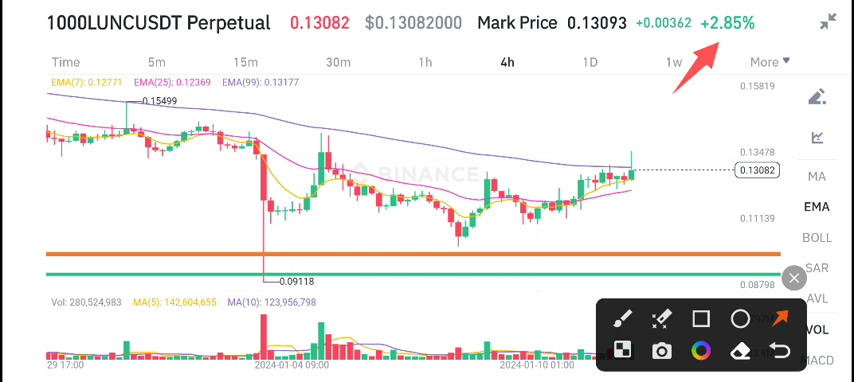 1000LUNCUSDT Perpetual 0.13082 $0.13082000 Mark Price 0.13093 +0.00362 +2.85%
Time 5m 15m 30m 1h 4h 1D 1w More
EMA(7): 0.12771 EMA(25): 0.12369 EMA(99): 0.13177
0.15819
0.15499
0.13478
BINANCE
0.13082
MA
EMA
0.11139
BOLL
SAR
0.09118
0.08798
AVL
Vol: 280,524,983 MA(5): 142,604,655 MA(10): 123,956,798
VOL
MACD
29 17:00 2024-01-04 09:00 2024-01-10 01:00